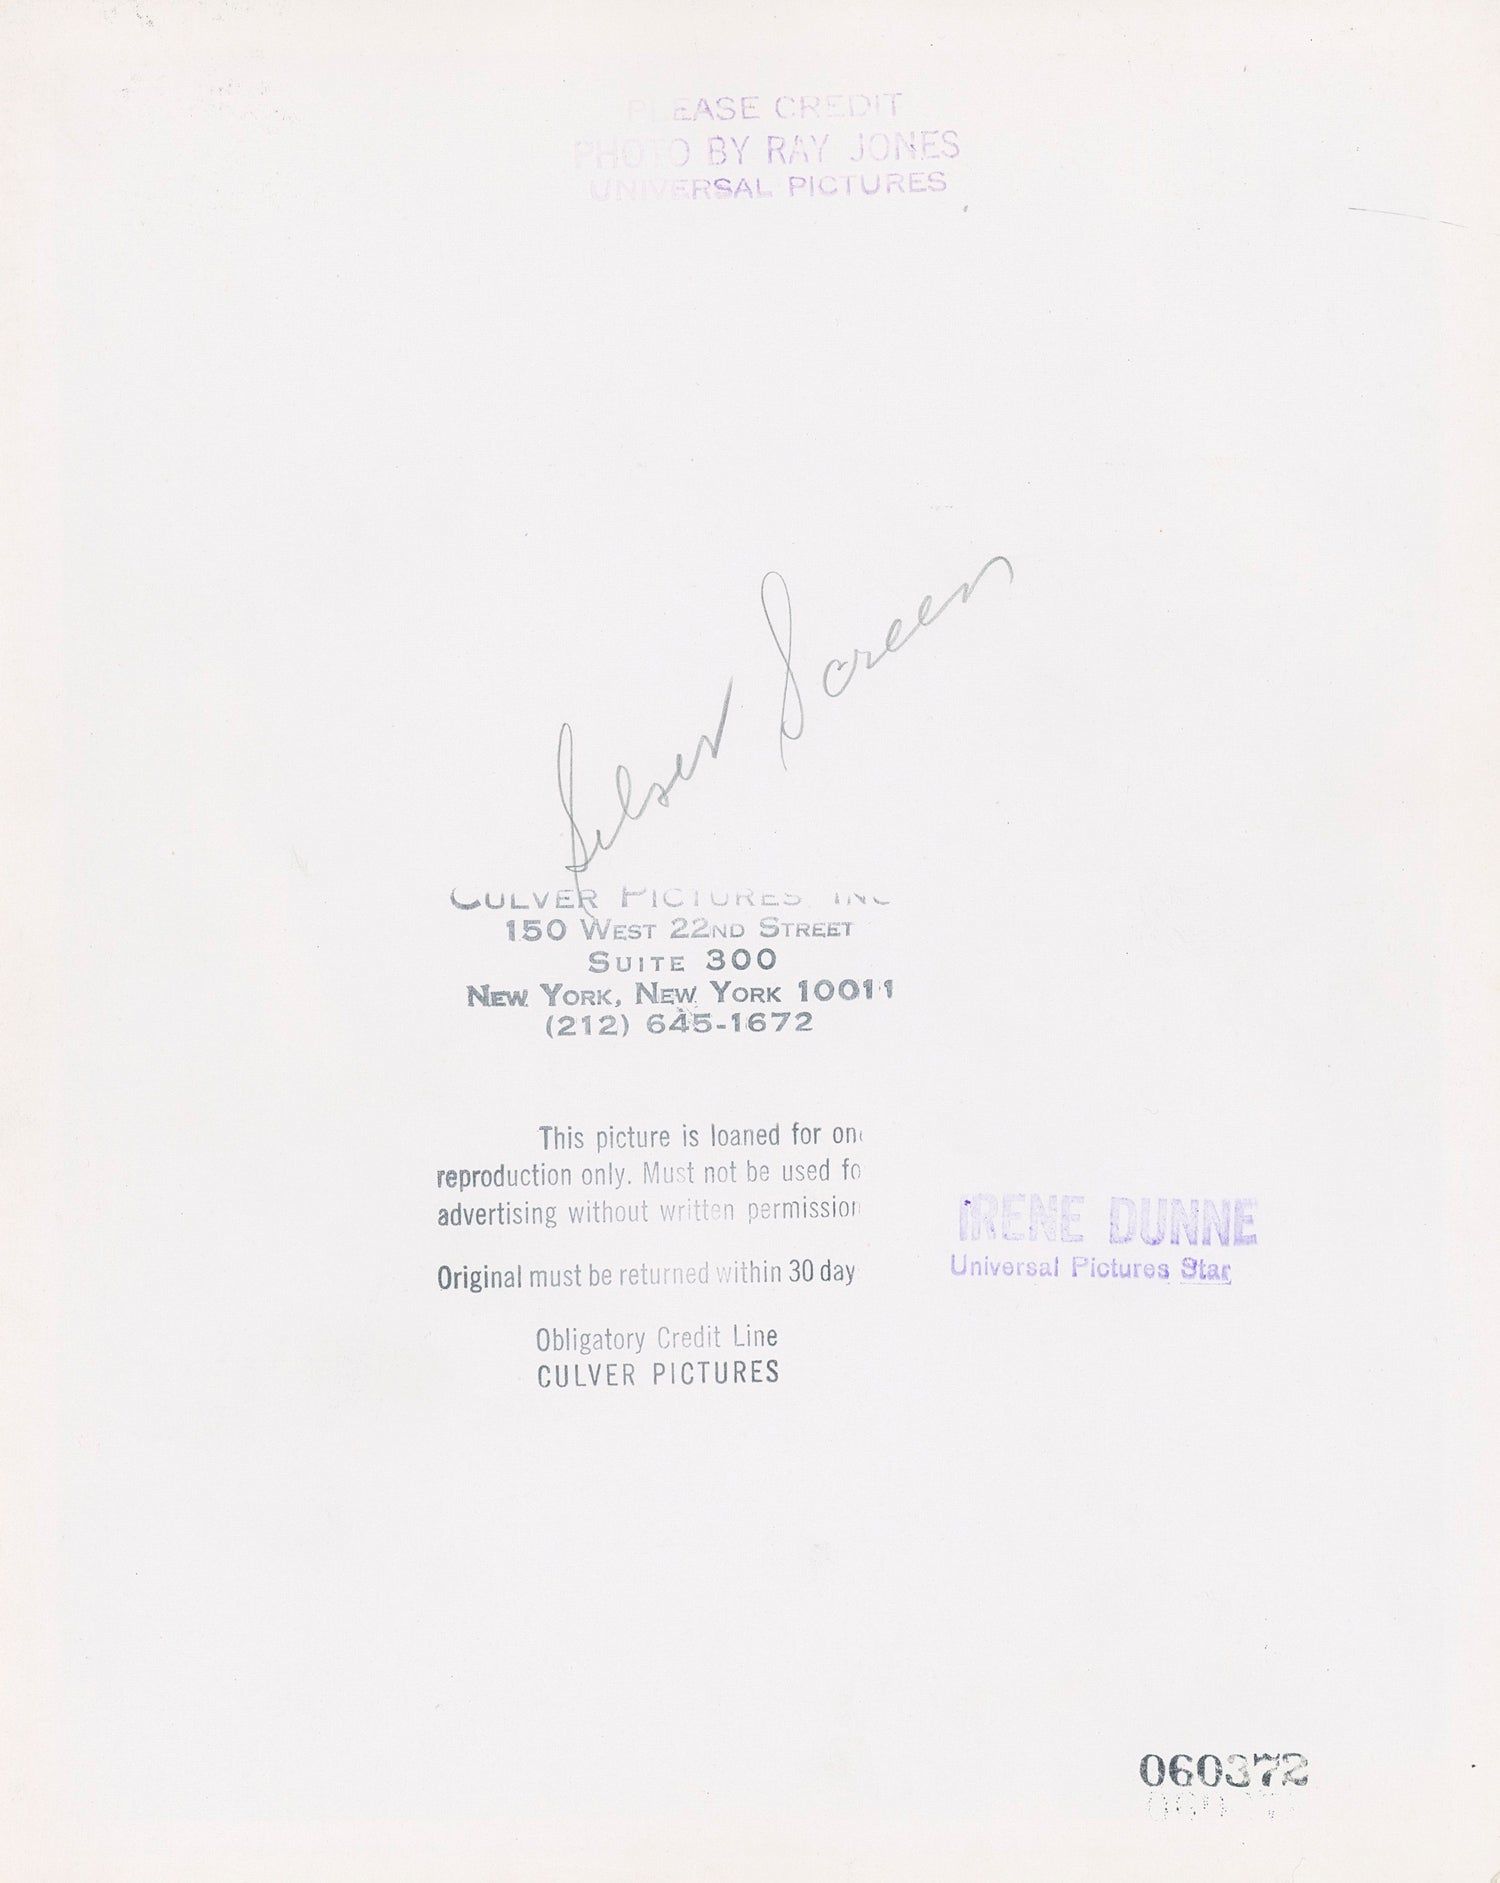 PLEASE CREDIT
PHOTO BY RAY JONES
UNIVERSAL PICTURES
Silver Screen
CULVER PICTURES, INC
150 WEST 22ND STREET
SUITE 300
NEW YORK, NEW YORK 10011
(212) 645-1672
This picture is loaned for on
reproduction only. Must not be used fo
advertising without written permission
Original must be returned within 30 day
Obligatory Credit Line
CULVER PICTURES
IRENE DUNNE
Universal Pictures Star
060372